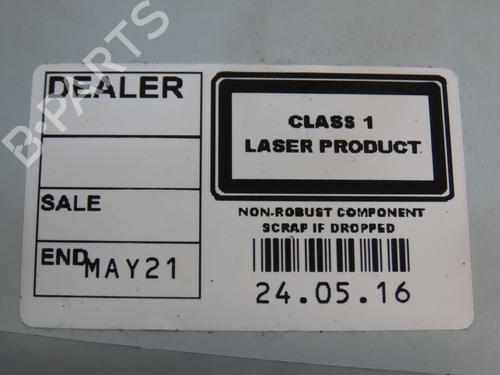 DEALER
SALE
END MAY21
CLASS 1
LASER PRODUCT
NON-ROBUST COMPONENT
SCRAP IF DROPPED
24.05.16
B-PARTS